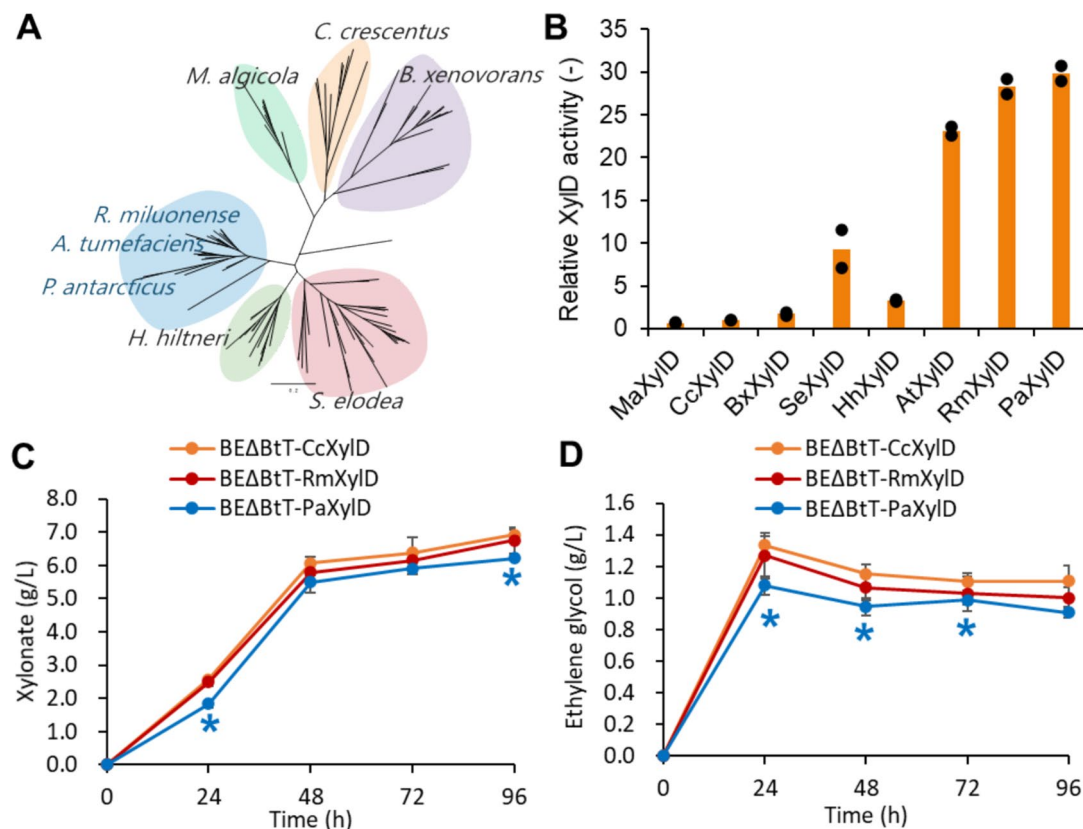 A
C. crescentus
M. algicola
B. xenovorans
R. miluonense
A. tumefaciens
P. antarcticus
H. hiltneri
S. elodea
B
Relative XylD activity (-)
35
30
25
20
15
10
5
0
MaXylD
CcXylD
BxXylD
SeXylD
HhXylD
AtXylD
RmXylD
PaXylD
C
BEΔBtT-CcXylD
BEΔBtT-RmXylD
BEΔBtT-PaXylD
Xylonate (g/L)
8.0
7.0
6.0
5.0
4.0
3.0
2.0
1.0
0.0
*
*
0 24 48 72 96
Time (h)
D
BEΔBtT-CcXylD
BEΔBtT-RmXylD
BEΔBtT-PaXylD
Ethylene glycol (g/L)
1.6
1.4
1.2
1.0
0.8
0.6
0.4
0.2
0.0
* * *
0 24 48 72 96
Time (h)